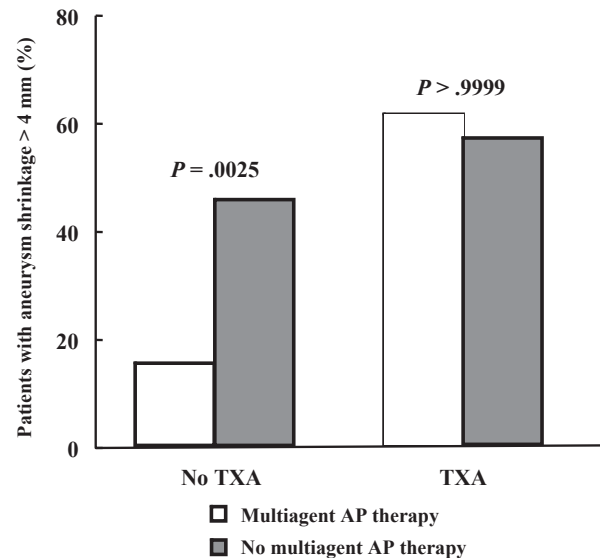 80
P > .9999
60
P = .0025
40
20
0
Patients with aneurysm shrinkage > 4 mm (%)
No TXA
TXA
Multiagent AP therapy
No multiagent AP therapy